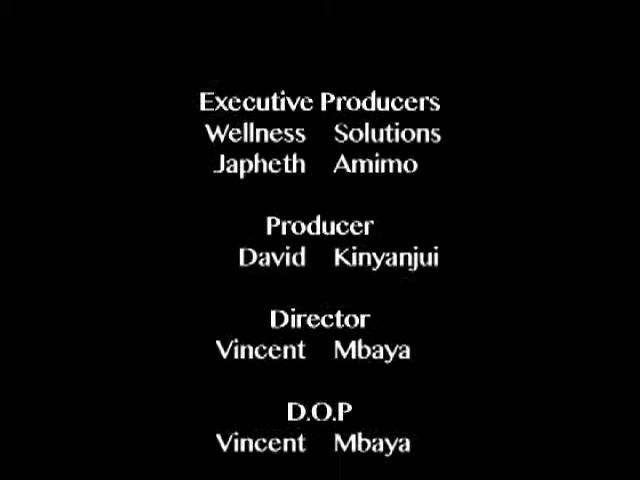 Executive Producers
Wellness Solutions
Japheth Amimo
Producer
David Kinyanjui
Director
Vincent Mbaya
D.O.P
Vincent Mbaya